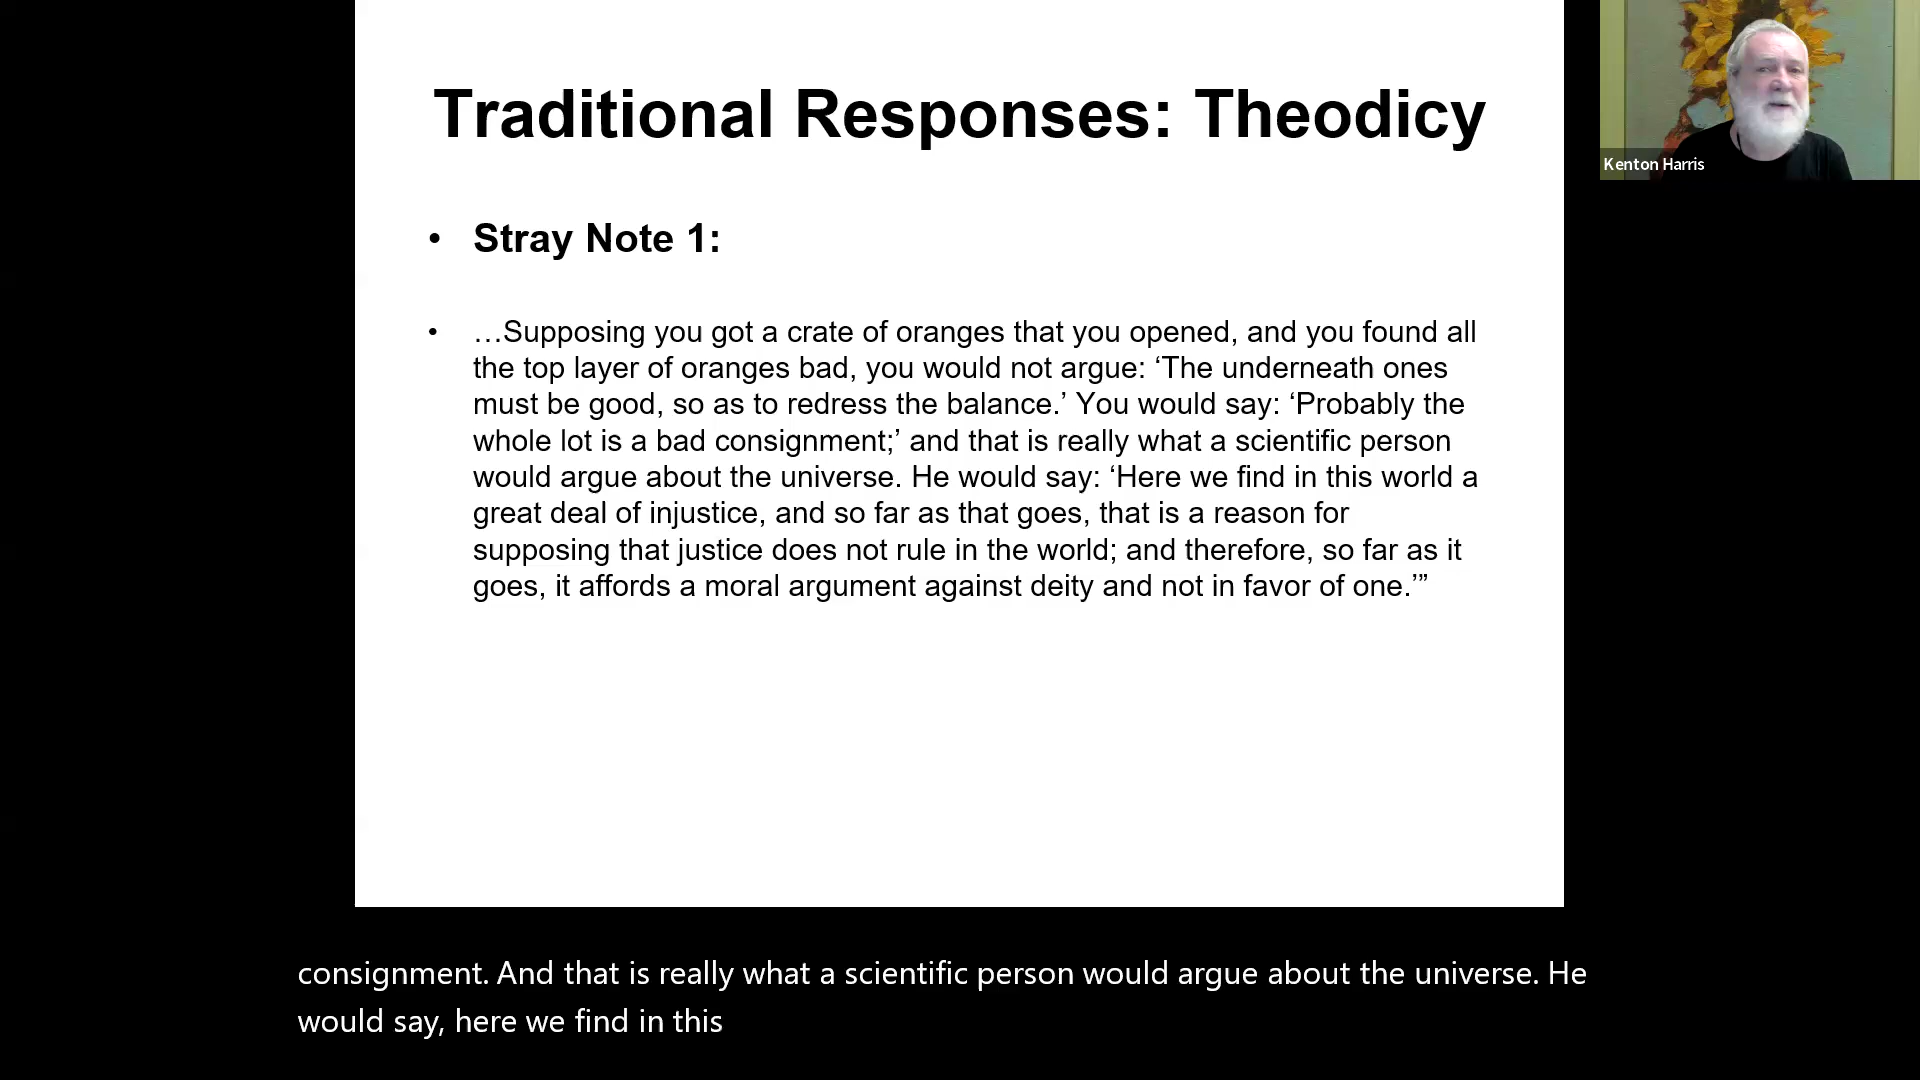 Traditional Responses: Theodicy
Kenton Harris
• Stray Note 1:
• …Supposing you got a crate of oranges that you opened, and you found all
the top layer of oranges bad, you would not argue: ‘The underneath ones
must be good, so as to redress the balance.’ You would say: ‘Probably the
whole lot is a bad consignment;’ and that is really what a scientific person
would argue about the universe. He would say: ‘Here we find in this world a
great deal of injustice, and so far as that goes, that is a reason for
supposing that justice does not rule in the world; and therefore, so far as it
goes, it affords a moral argument against deity and not in favor of one.’”
consignment. And that is really what a scientific person would argue about the universe. He
would say, here we find in this